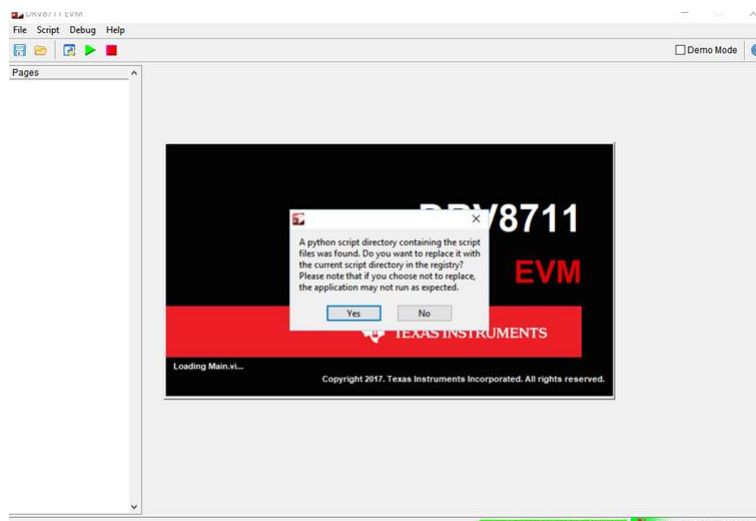 DRV8711 EVM
File Script Debug Help
Demo Mode
Pages
8711
A python script directory containing the script
files was found. Do you want to replace it with
the current script directory in the registry?
Please note that if you choose not to replace,
the application may not run as expected.
EVM
Yes No
TEXAS INSTRUMENTS
Loading Main.vi...
Copyright 2017. Texas Instruments Incorporated. All rights reserved.